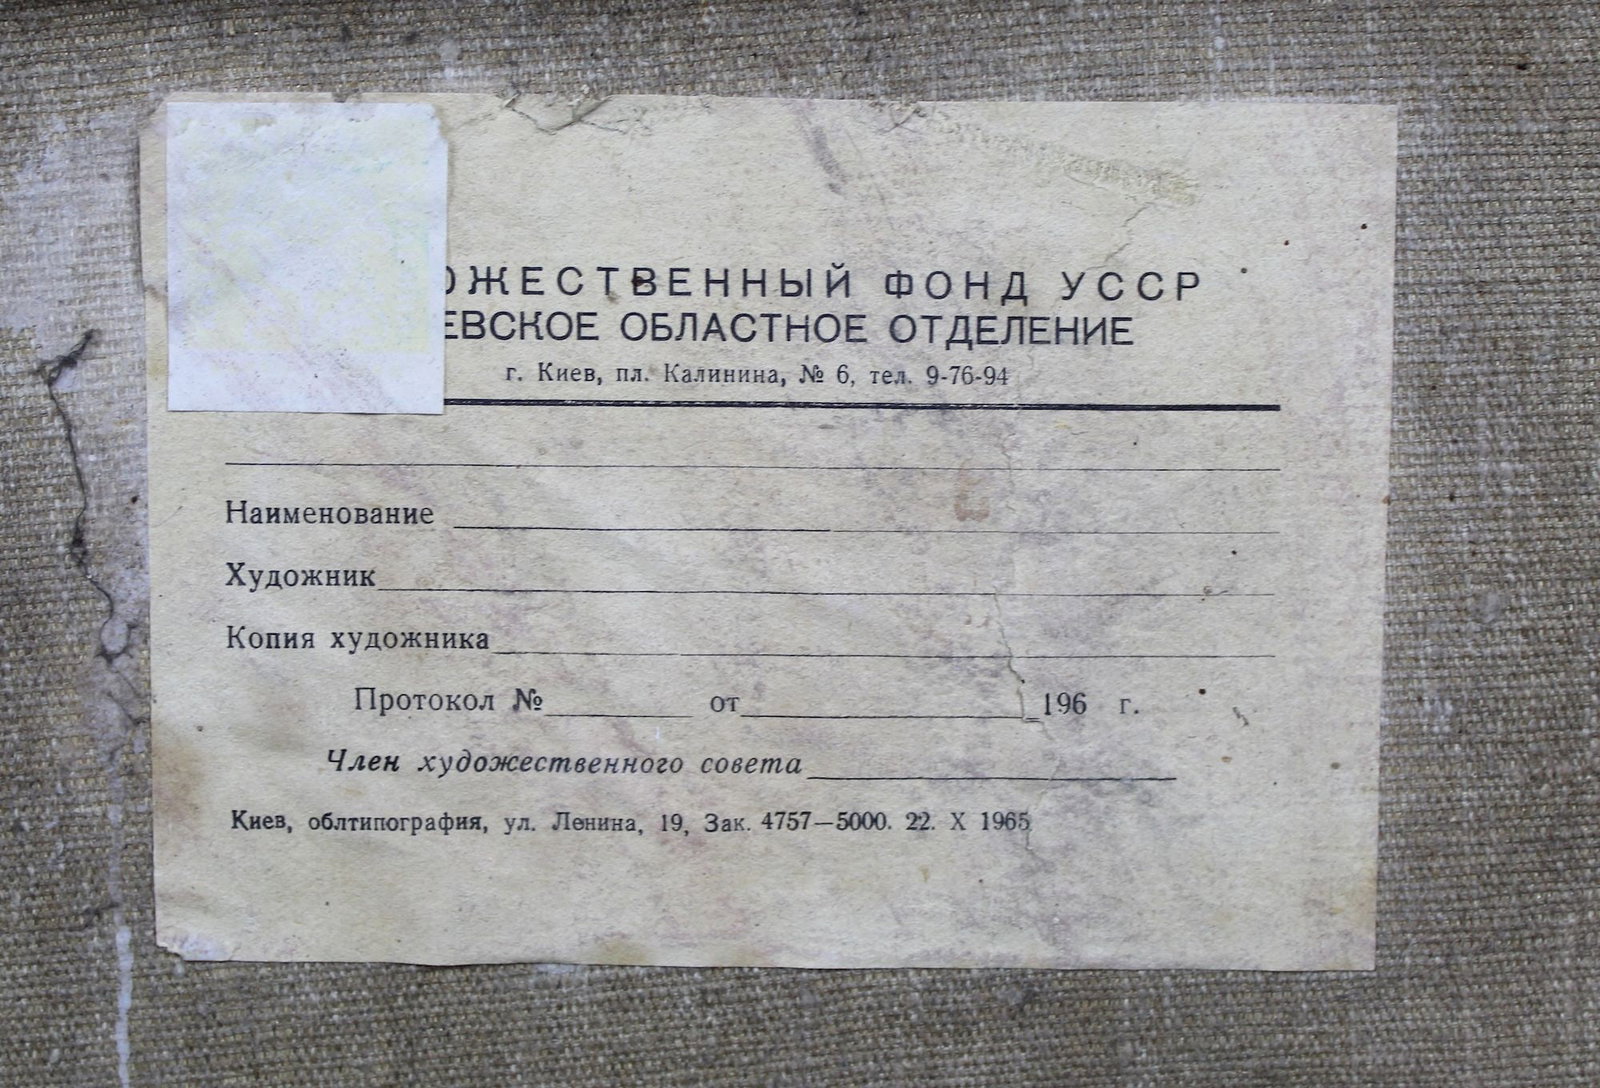 ОЖЕСТВЕННЫЙ ФОНД УССР
ЕВСКОЕ ОБЛАСТНОЕ ОТДЕЛЕНИЕ
г. Киев, пл. Калинина, № 6, тел. 9-76-94
Наименование
Художник
Копия художника
Протокол № от 196 г.
Член художественного совета
Киев, облтипография, ул. Ленина, 19, Зак. 4757—5000. 22. X 1965